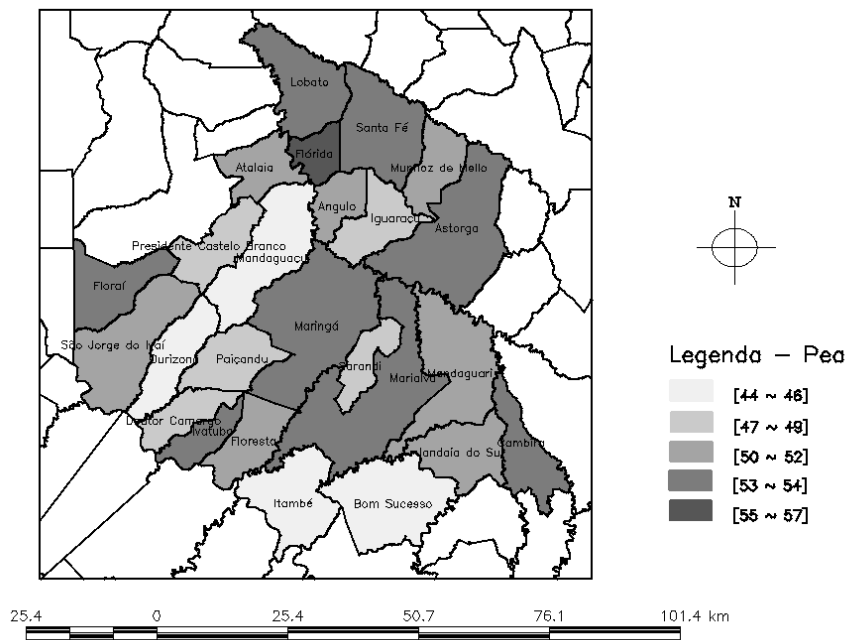 Lobato
Santa Fé
Flórida
Atalaia
Munhoz de Mello
Angulo
Iguaraçu
Astorga
Presidente Castelo Branco
Mandaguaçu
Floraí
Maringá
São Jorge do Ivaí
Ourizona
Paiçandu
Sarandi
Marialva
Mandaguari
Doutor Camargo
Ivatuba
Floresta
Jandaia do Sul
Cambira
Itambé
Bom Sucesso
N
Legenda - Pea
[44 ~ 46]
[47 ~ 49]
[50 ~ 52]
[53 ~ 54]
[55 ~ 57]
25.4 0 25.4 50.7 76.1 101.4 km